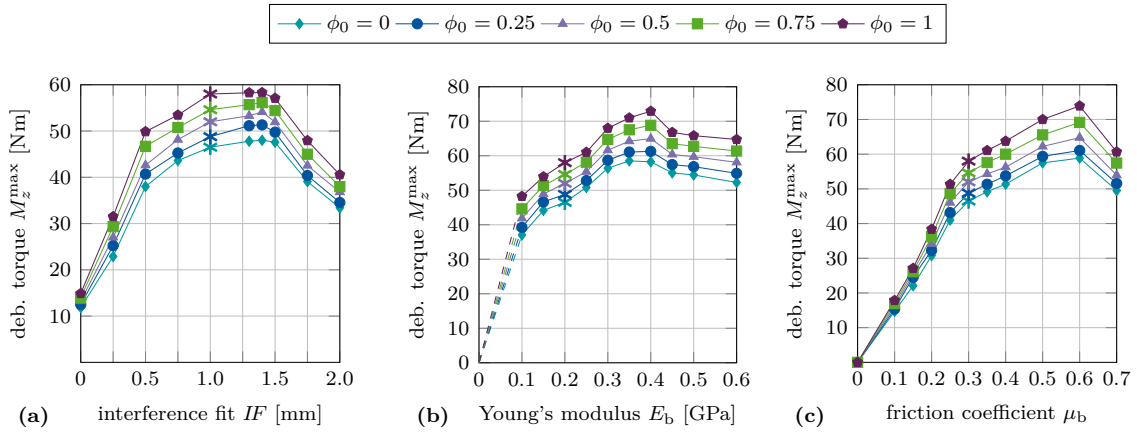 ϕ₀ = 0 ϕ₀ = 0.25 ϕ₀ = 0.5 ϕ₀ = 0.75 ϕ₀ = 1
deb. torque M_z^max [Nm]
60
50
40
30
20
10
0 0.5 1.0 1.5 2.0
(a) interference fit IF [mm]
deb. torque M_z^max [Nm]
80
70
60
50
40
30
20
10
0
0 0.1 0.2 0.3 0.4 0.5 0.6
(b) Young's modulus E_b [GPa]
deb. torque M_z^max [Nm]
80
70
60
50
40
30
20
10
0
0 0.1 0.2 0.3 0.4 0.5 0.6 0.7
(c) friction coefficient μ_b